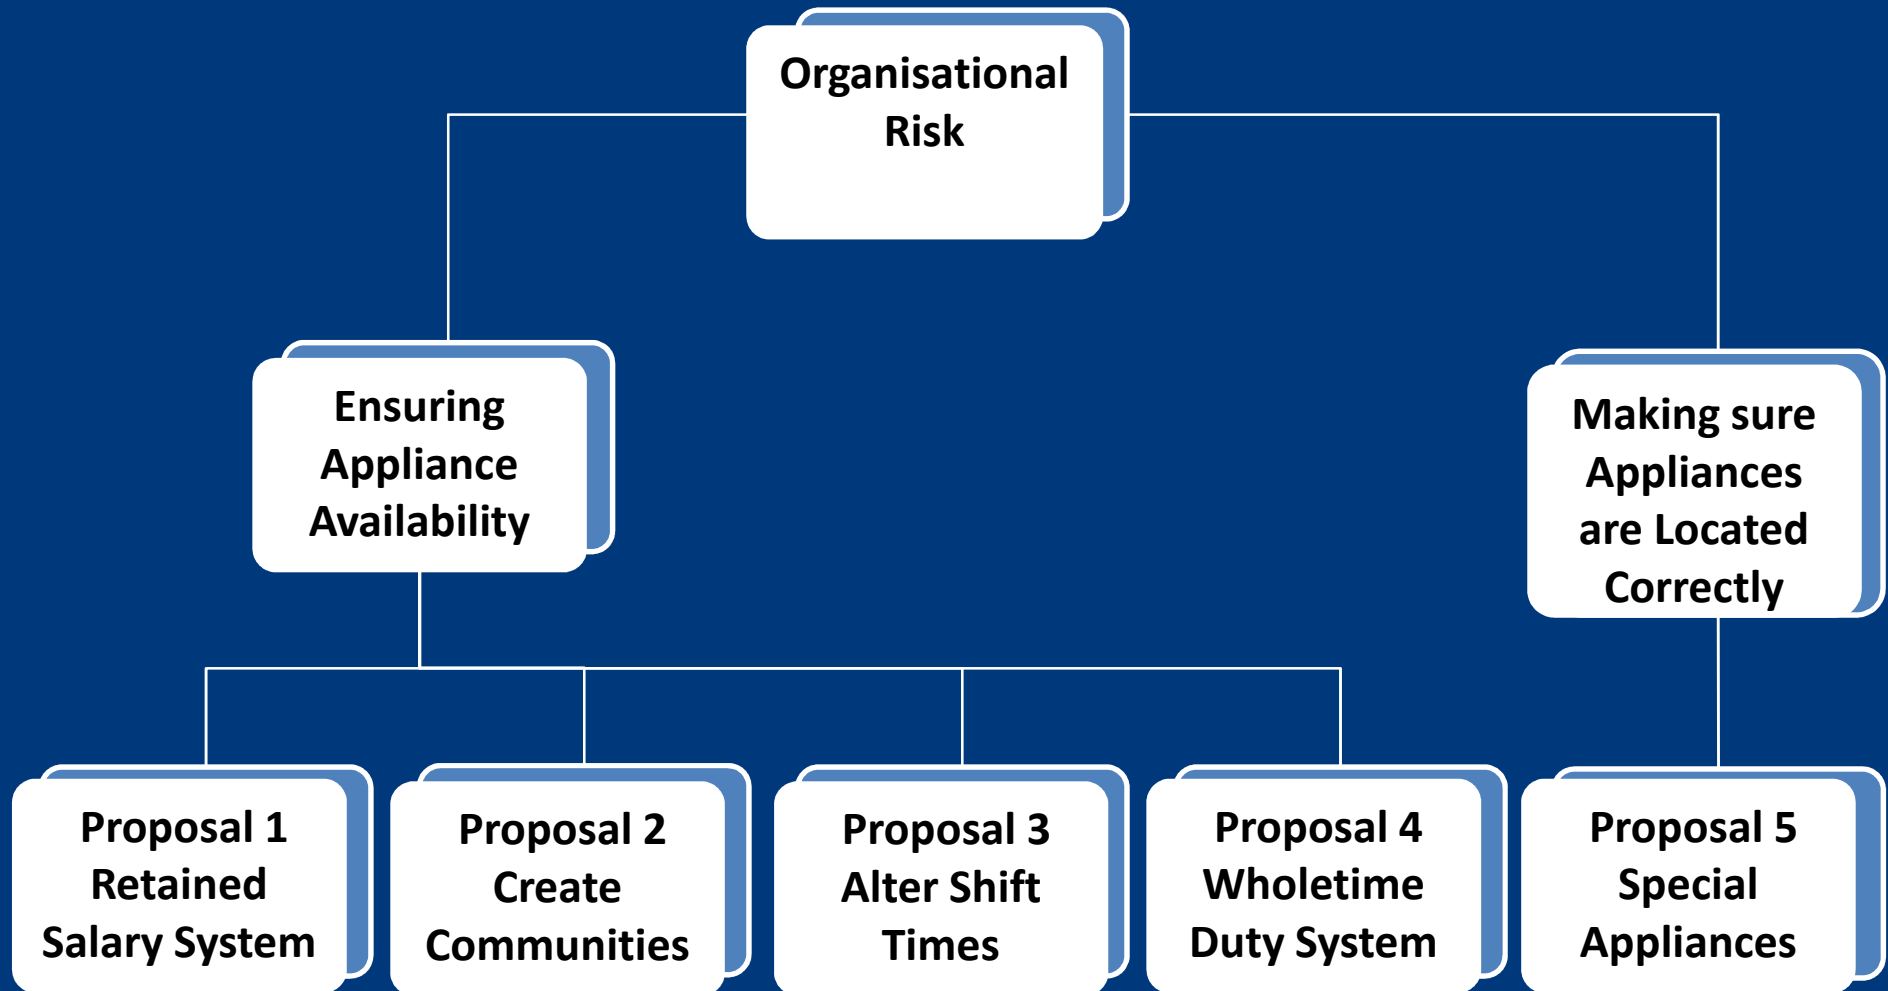 Organisational
Risk
Ensuring
Appliance
Availability
Making sure
Appliances
are Located
Correctly
Proposal 1
Retained
Salary System
Proposal 2
Create
Communities
Proposal 3
Alter Shift
Times
Proposal 4
Wholetime
Duty System
Proposal 5
Special
Appliances